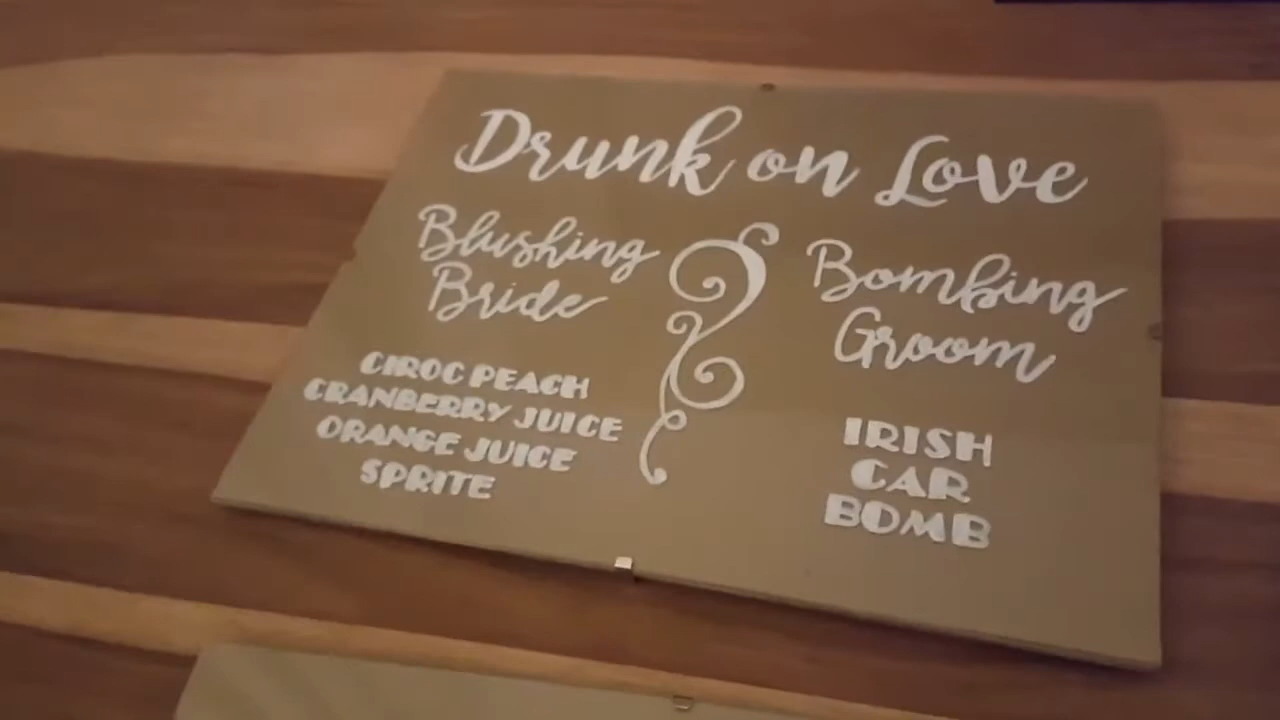 Drunk on Love
Blushing
Bride
CIROC PEACH
CRANBERRY JUICE
ORANGE JUICE
SPRITE
Bombing
Groom
IRISH
CAR
BOMB